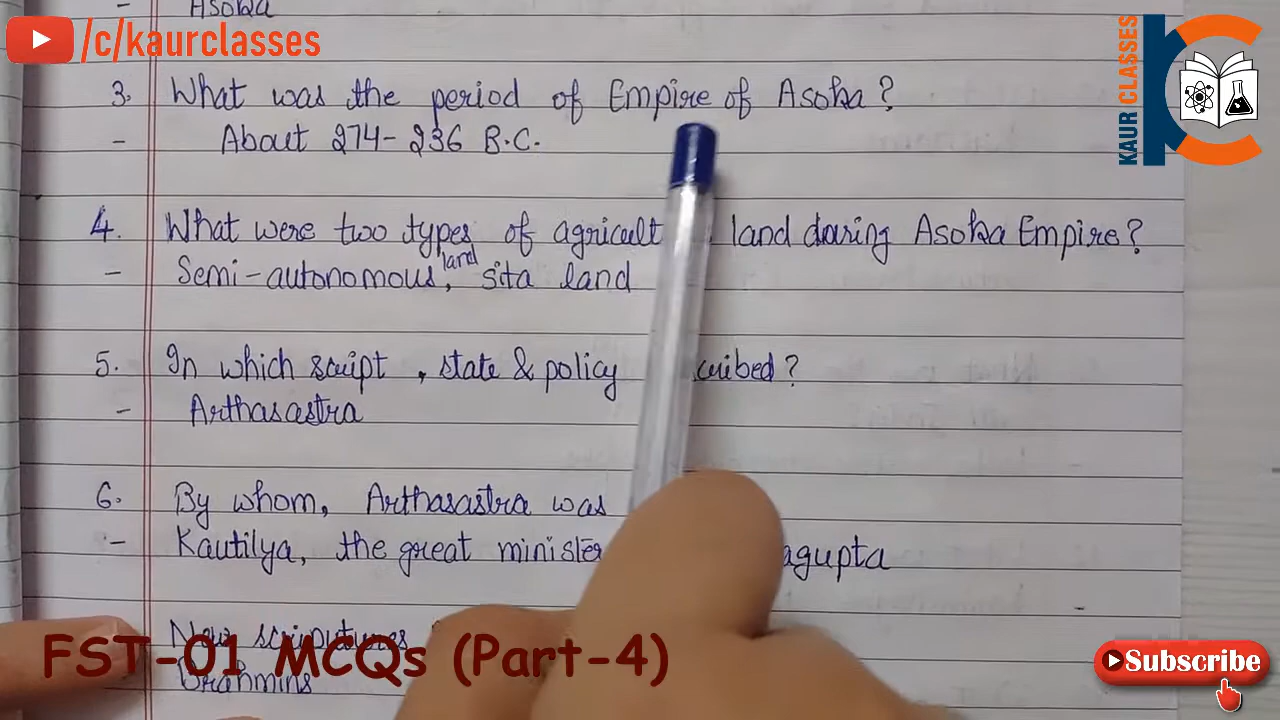 - Asoka
/c/kaurclasses
KAUR CLASSES
3. What was the period of Empire of Asoka?
- About 274-236 B.C.
4. What were two types of agricult land during Asoka Empire?
- Semi-autonomous land, sita land
5. In which script, state & policy cribed?
- Arthasastra
6. By whom, Arthasastra was
- Kautilya, the great minister agupta
New scriptures
Brahmins
FST-01 MCQs (Part-4)
Subscribe